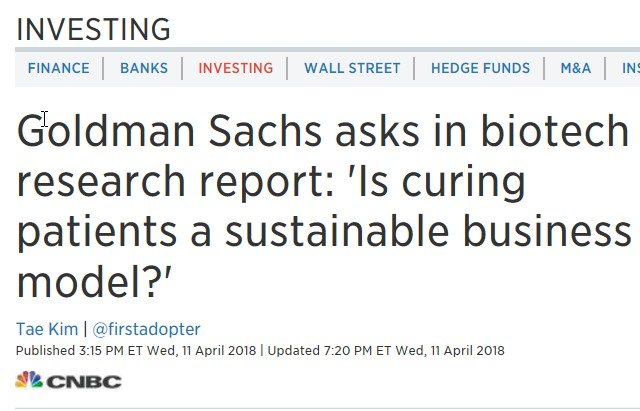 INVESTING
FINANCE | BANKS | INVESTING | WALL STREET | HEDGE FUNDS | M&A | INS
Goldman Sachs asks in biotech
research report: 'Is curing
patients a sustainable business
model?'
Tae Kim | @firstadopter
Published 3:15 PM ET Wed, 11 April 2018 | Updated 7:20 PM ET Wed, 11 April 2018
CNBC